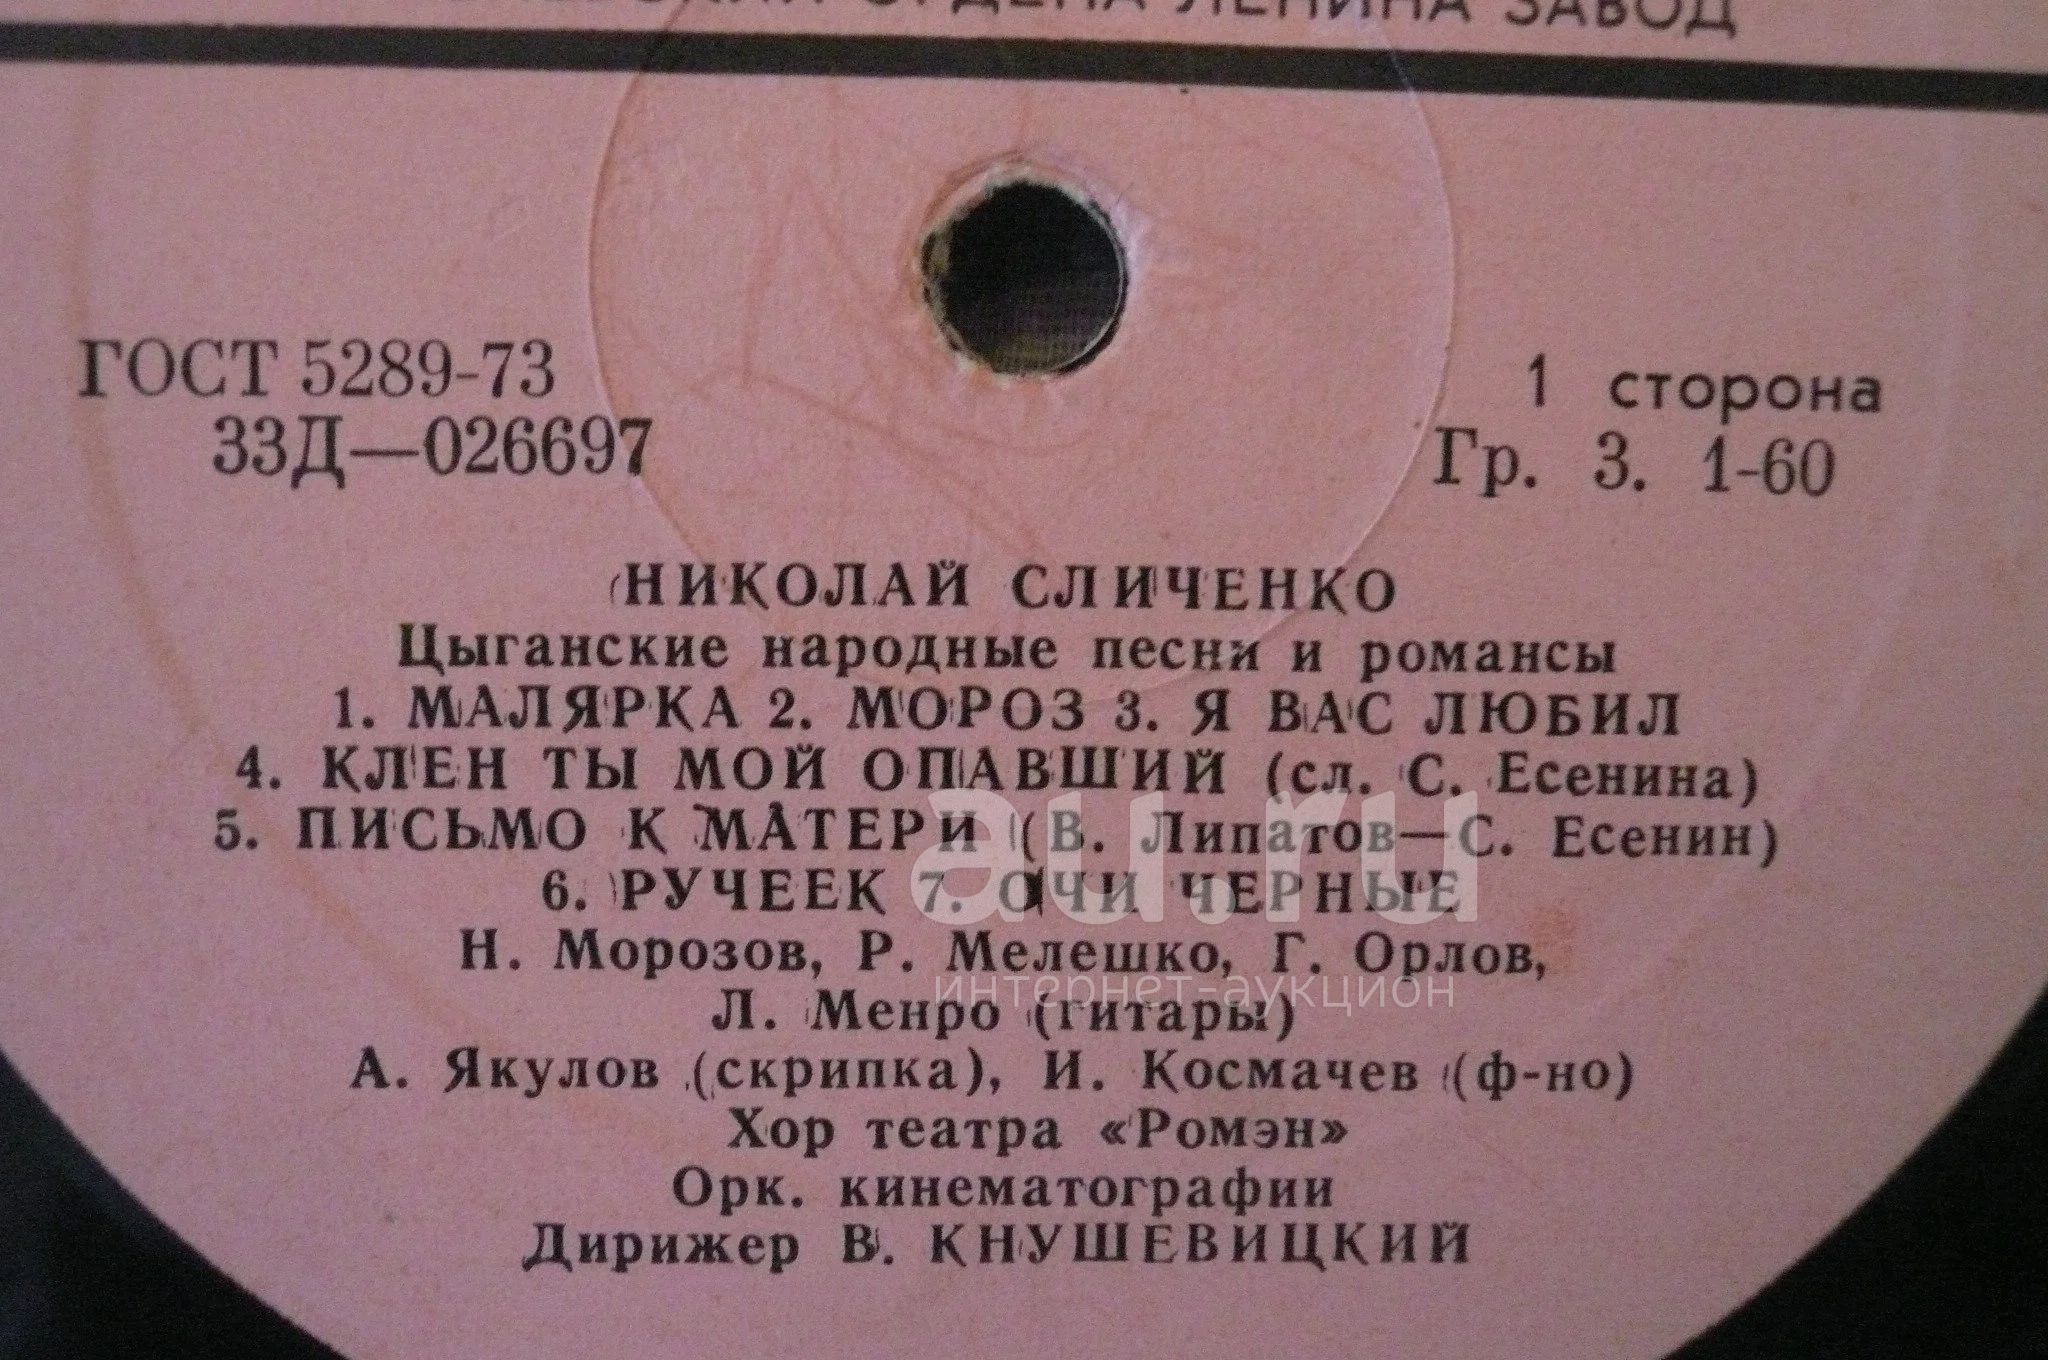 ОРДЕНА ЛЕНИНА ЗАВОД
ГОСТ 5289-73
33Д—026697
1 сторона
Гр. 3. 1-60
НИКОЛАЙ СЛИЧЕНКО
Цыганские народные песни и романсы
1. МАЛЯРКА 2. МОРОЗ 3. Я ВАС ЛЮБИЛ
4. КЛЕН ТЫ МОЙ ОПАВШИЙ (сл. С. Есенина)
5. ПИСЬМО К МАТЕРИ (В. Липатов—С. Есенин)
6. РУЧЕЕК 7. ОЧИ ЧЕРНЫЕ
au.ru
Н. Морозов, Р. Мелешко, Г. Орлов,
интернет-аукцион
Л. Менро (гитары)
А. Якулов (скрипка), И. Космачев (ф-но)
Хор театра «Ромэн»
Орк. кинематографии
Дирижер В. КНУШЕВИЦКИЙ